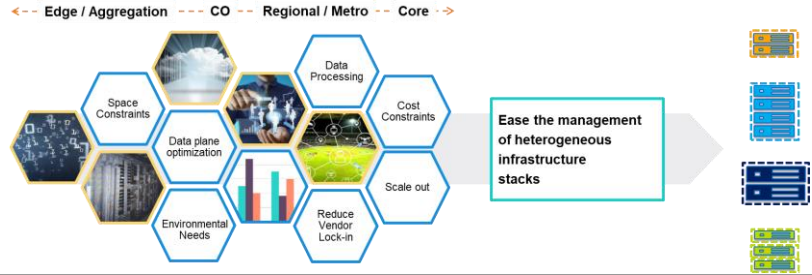 Edge / Aggregation CO Regional / Metro Core
Data
Processing
Space
Constraints
Cost
Constraints
Data plane
optimization
Scale out
Environmental
Needs
Reduce
Vendor
Lock-in
Ease the management
of heterogeneous
infrastructure
stacks